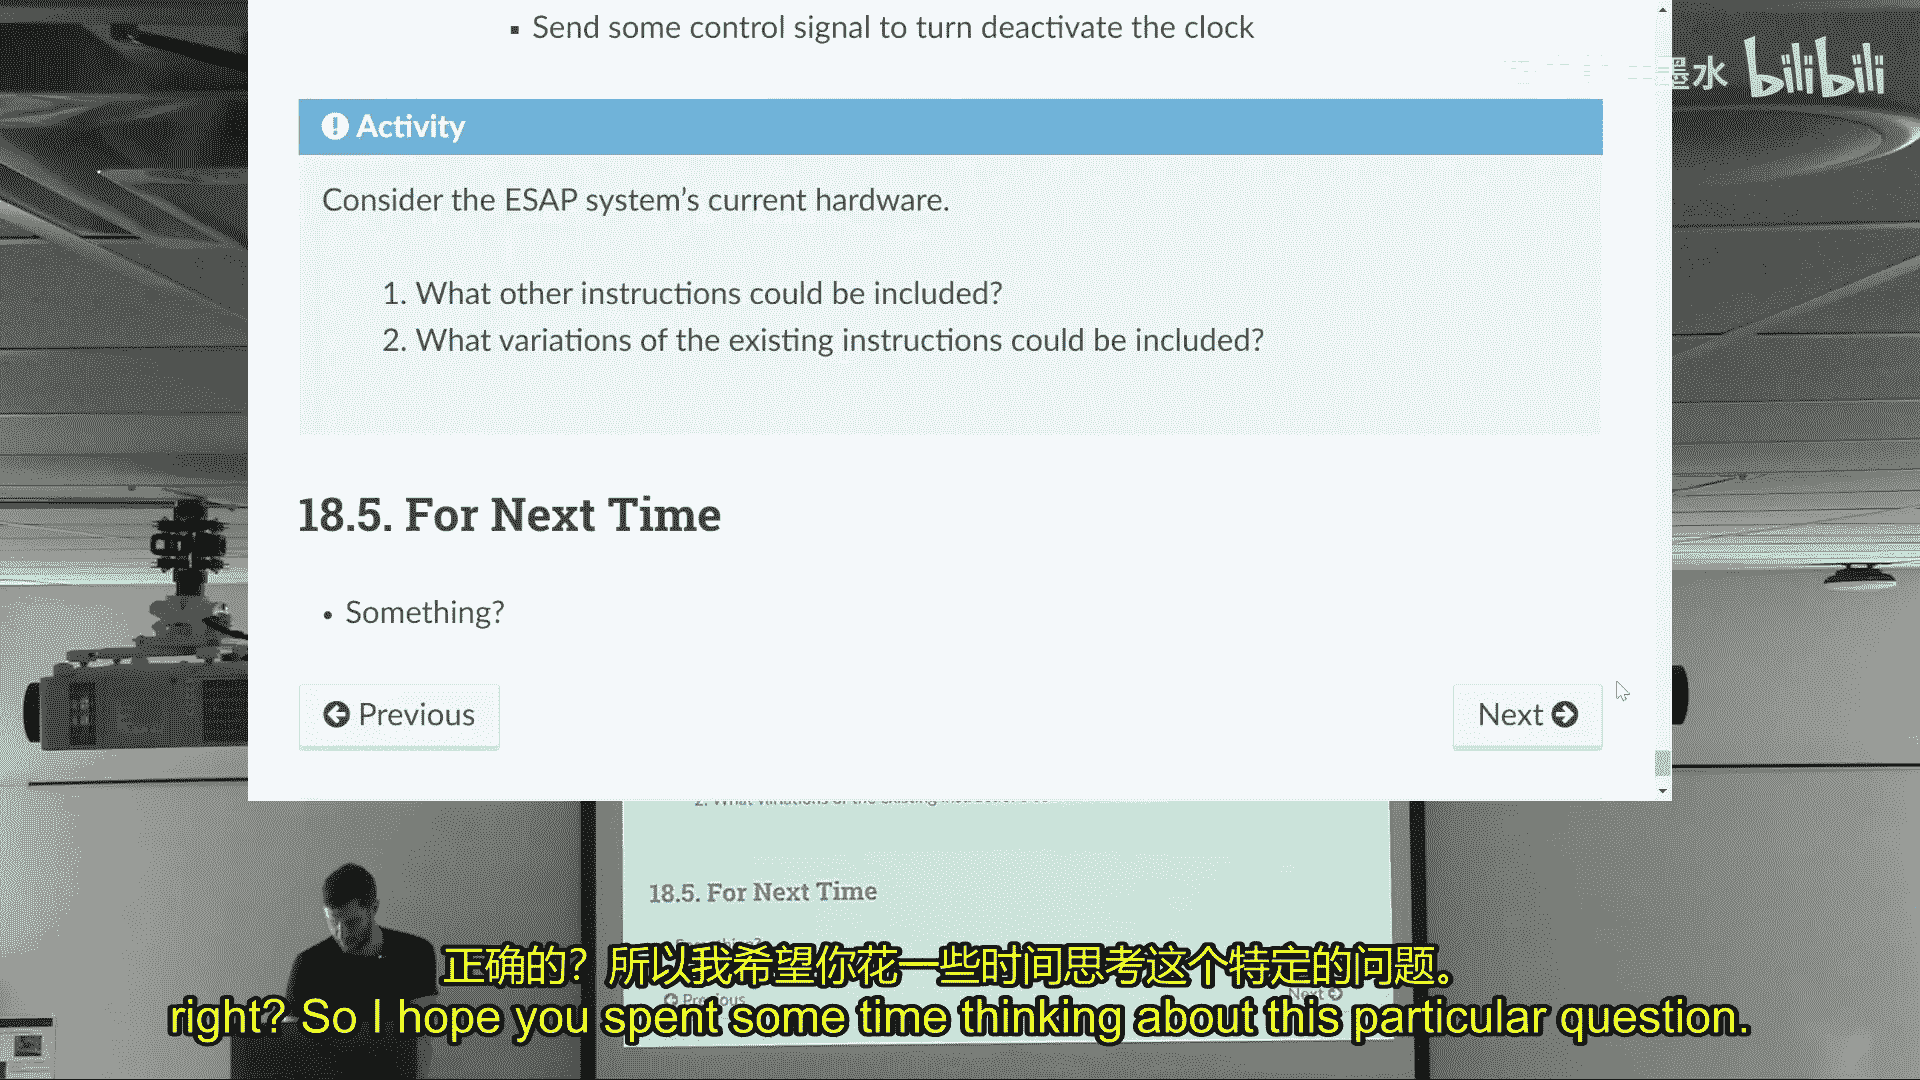 Send some control signal to turn deactivate the clock
墨水 bilibili
Activity
Consider the ESAP system's current hardware.
1. What other instructions could be included?
2. What variations of the existing instructions could be included?
18.5. For Next Time
Something?
Previous
Next
18.5. For Next Time
Previous
Next
正确的？所以我希望你花一些时间思考这个特定的问题。
right? So I hope you spent some time thinking about this particular question.